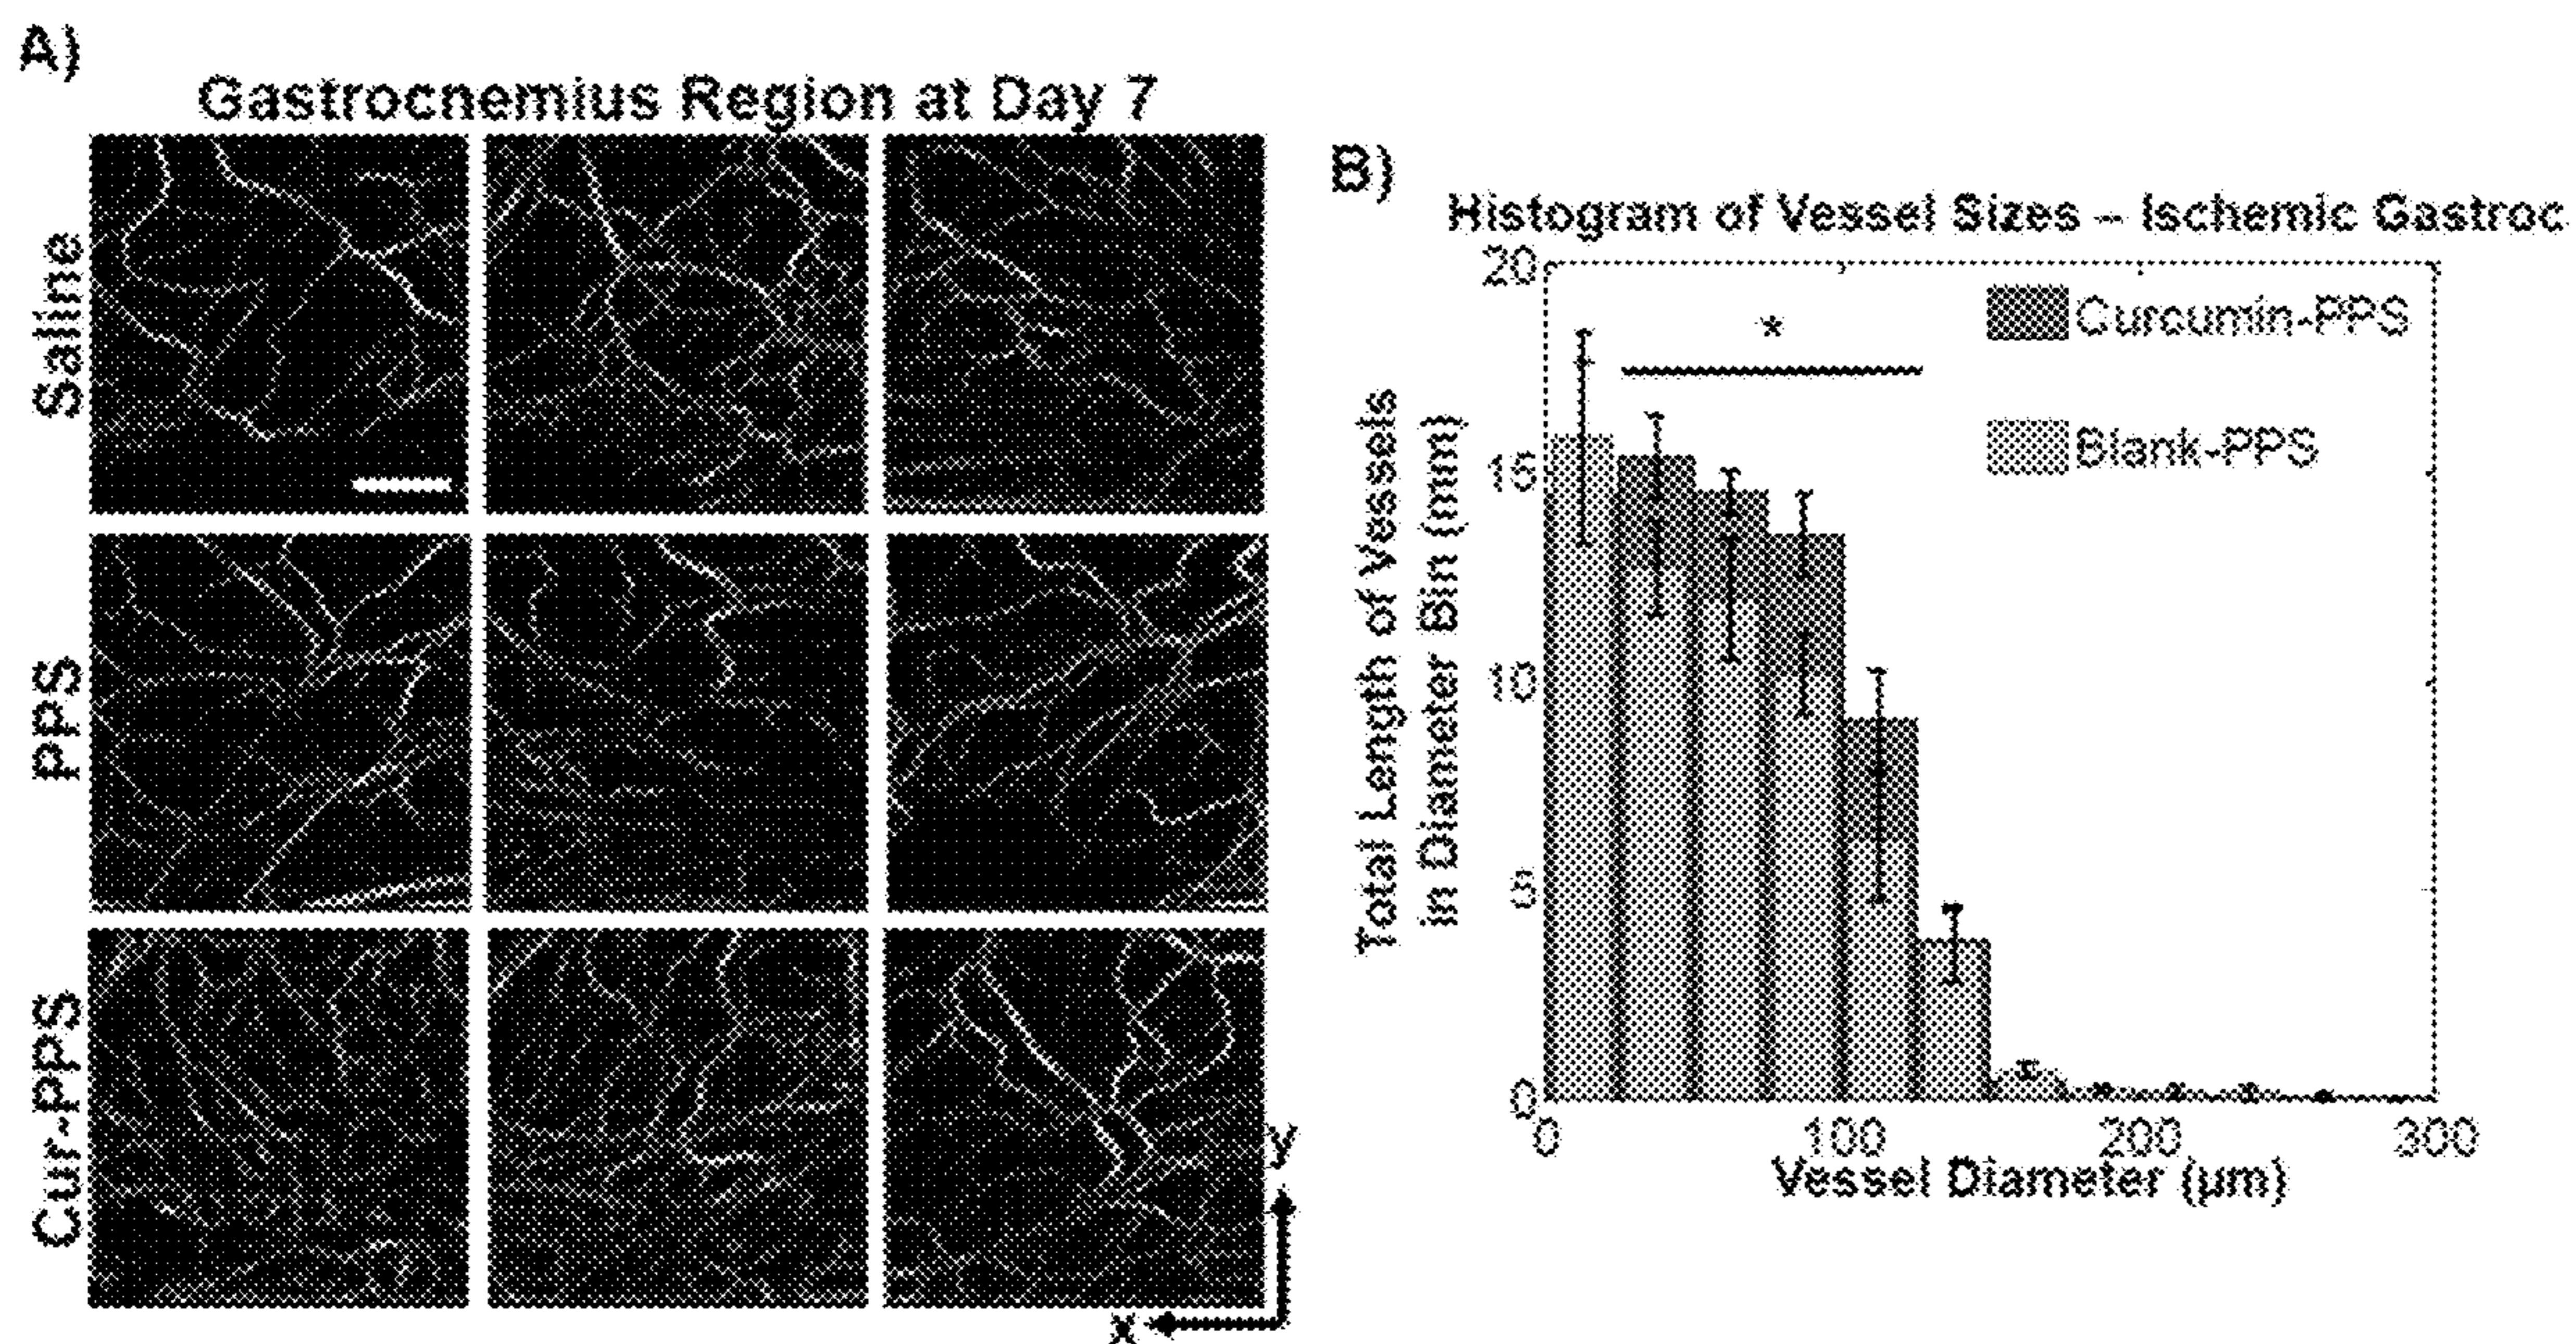 A)
Gastrocnemius Region at Day 7
Saline
PPS
Cur-PPS
y
x
B)
Histogram of Vessel Sizes – Ischemic Gastroc
Total Length of Vessels
in Diameter Bin (mm)
20
15
10
5
0
*
Curcumin-PPS
Blank-PPS
0 100 200 300
Vessel Diameter (µm)